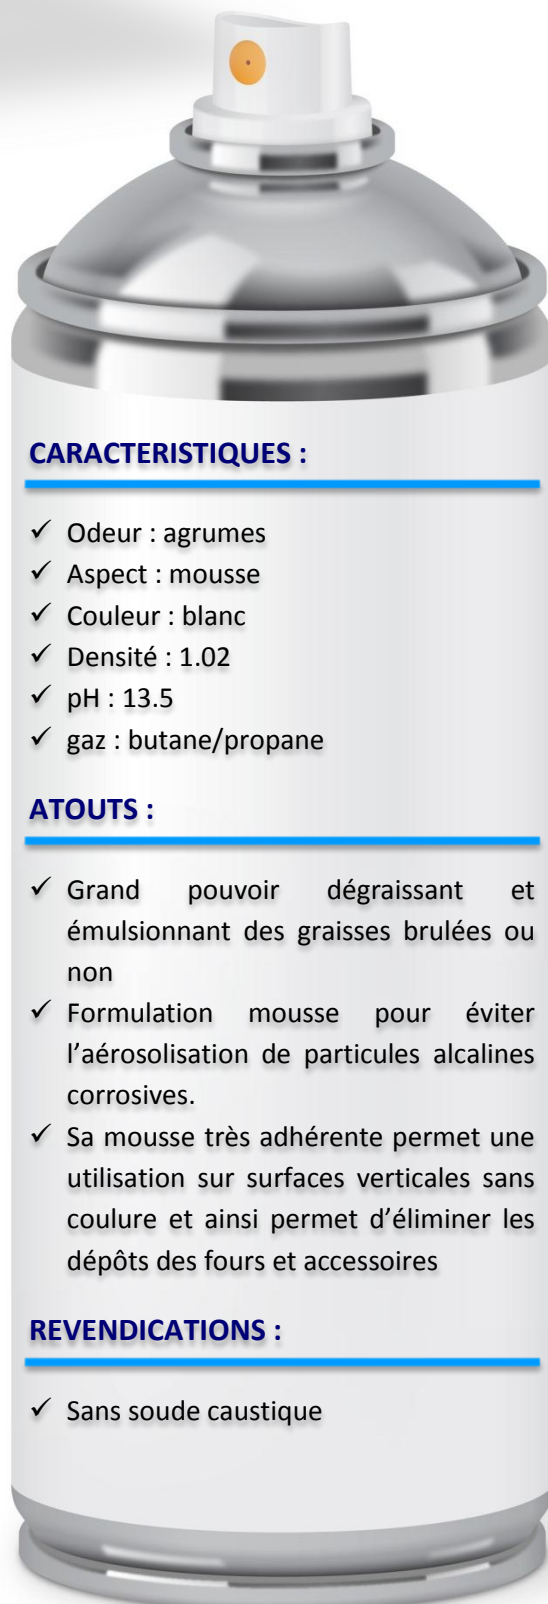 CARACTERISTIQUES :
✓ Odeur : agrumes
✓ Aspect : mousse
✓ Couleur : blanc
✓ Densité : 1.02
✓ pH : 13.5
✓ gaz : butane/propane
ATOUTS :
✓ Grand pouvoir dégraissant et
émulsionnant des graisses brulées ou
non
✓ Formulation mousse pour éviter
l’aérosolisation de particules alcalines
corrosives.
✓ Sa mousse très adhérente permet une
utilisation sur surfaces verticales sans
coulure et ainsi permet d’éliminer les
dépôts des fours et accessoires
REVENDICATIONS :
✓ Sans soude caustique